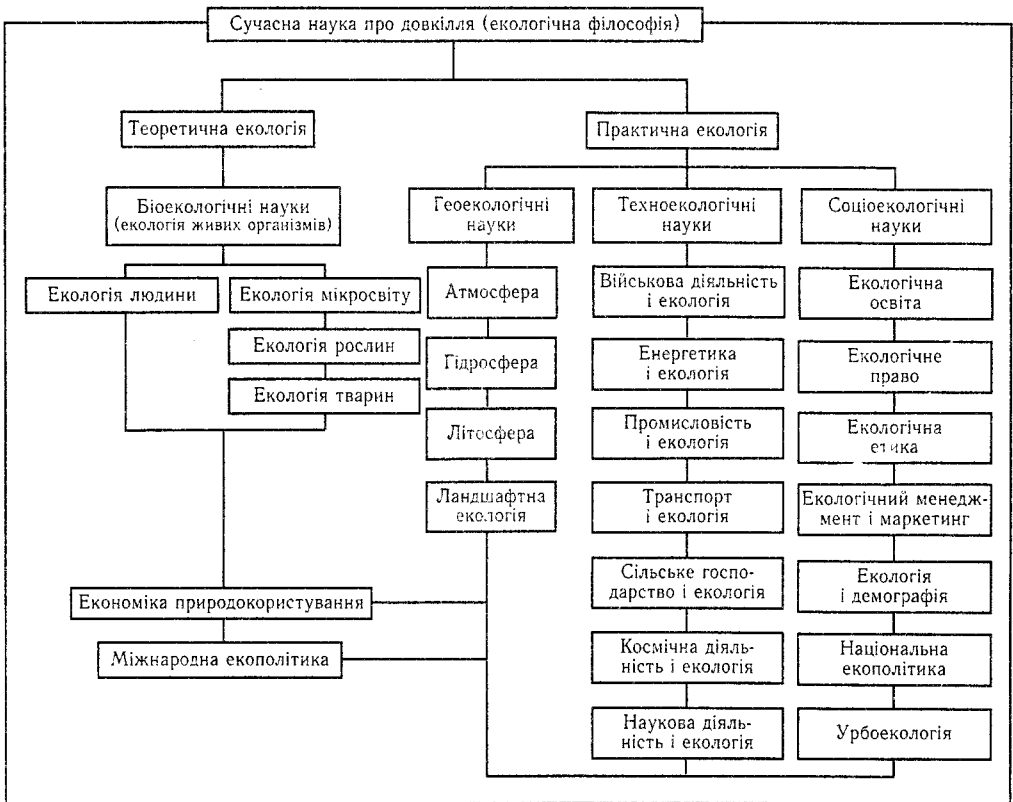 Сучасна наука про довкілля (екологічна філософія)
Теоретична екологія
Практична екологія
Біоекологічні науки
(екологія живих організмів)
Геоекологічні
науки
Техноекологічні
науки
Соціоекологічні
науки
Екологія людини
Екологія мікросвіту
Екологія рослин
Екологія тварин
Атмосфера
Гідросфера
Літосфера
Ландшафтна
екологія
Військова діяльність
і екологія
Енергетика
і екологія
Промисловість
і екологія
Транспорт
і екологія
Сільське госпо-
дарство і екологія
Космічна діяль-
ність і екологія
Наукова діяль-
ність і екологія
Екологічна
освіта
Екологічне
право
Екологічна
етика
Екологічний менедж-
мент і маркетинг
Екологія
і демографія
Національна
екополітика
Урбоекологія
Економіка природокористування
Міжнародна екополітика